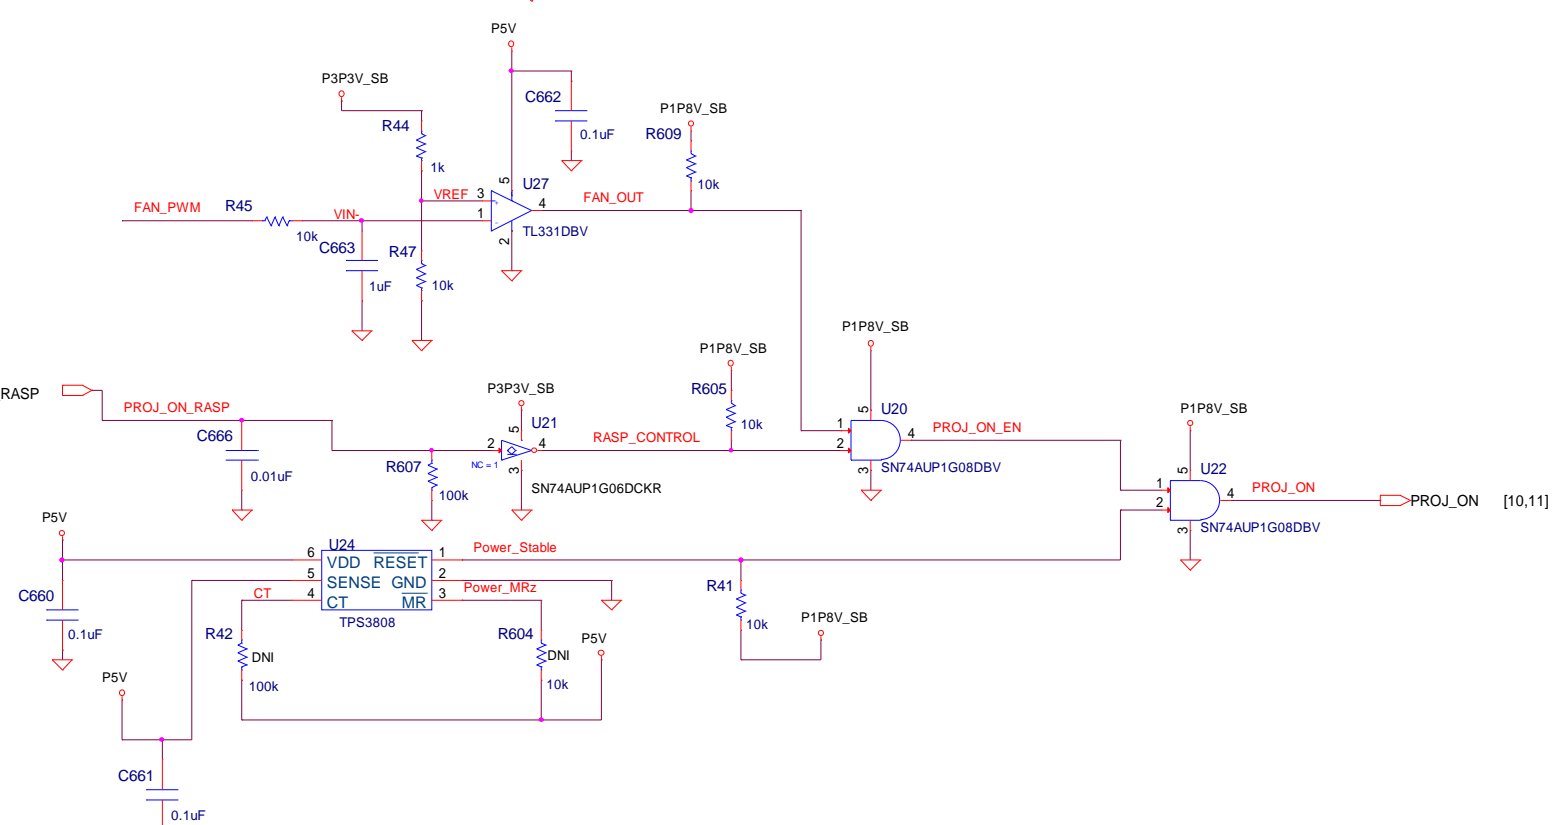 P5V
P3P3V_SB
C662
0.1uF
P1P8V_SB
R44
1k
R609
10k
5
U27
VREF
3
FAN_OUT
FAN_PWM
R45
VIN-
1
4
10k
2
TL331DBV
C663
1uF
R47
10k
P1P8V_SB
P1P8V_SB
P3P3V_SB
RASP
PROJ_ON_RASP
R605
10k
5
U20
1
4
PROJ_ON_EN
P1P8V_SB
C666
0.01uF
5
U21
2
4
RASP_CONTROL
2
NC = 1
3
SN74AUP1G08DBV
3
R607
100k
SN74AUP1G06DCKR
5
U22
1
4
PROJ_ON
PROJ_ON
[10,11]
2
SN74AUP1G08DBV
3
P5V
U24
6
VDD
RESET
1
Power_Stable
5
SENSE
GND
2
CT
4
CT
MR
3
Power_MRz
TPS3808
C660
0.1uF
R41
10k
P1P8V_SB
R42
DNI
100k
R604
DNI
10k
P5V
P5V
C661
0.1uF